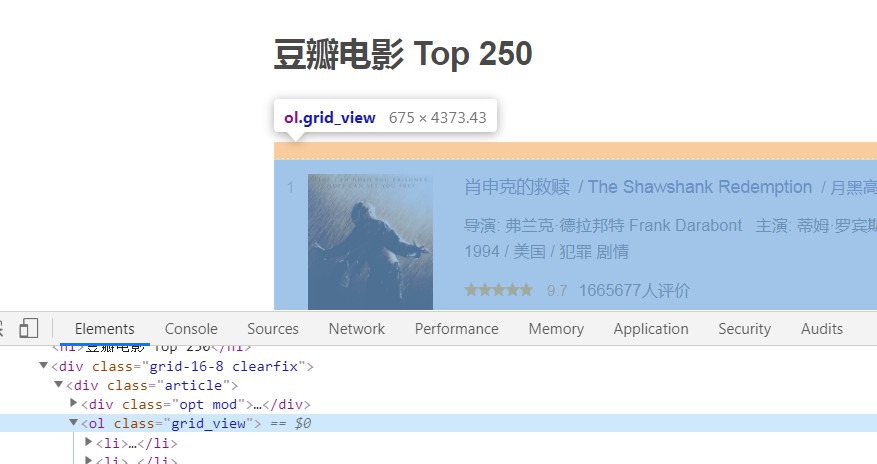 豆瓣电影 Top 250
ol.grid_view 675 × 4373.43
1
肖申克的救赎 / The Shawshank Redemption / 月黑高
导演: 弗兰克·德拉邦特 Frank Darabont 主演: 蒂姆·罗宾斯
1994 / 美国 / 犯罪 剧情
9.7 1665677人评价
Elements Console Sources Network Performance Memory Application Security Audits
<h1>豆瓣电影 Top 250</h1>
▼<div class="grid-16-8 clearfix">
▼<div class="article">
▶<div class="opt mod">…</div>
▼<ol class="grid_view"> == $0
▶<li>…</li>
▶<li>…</li>